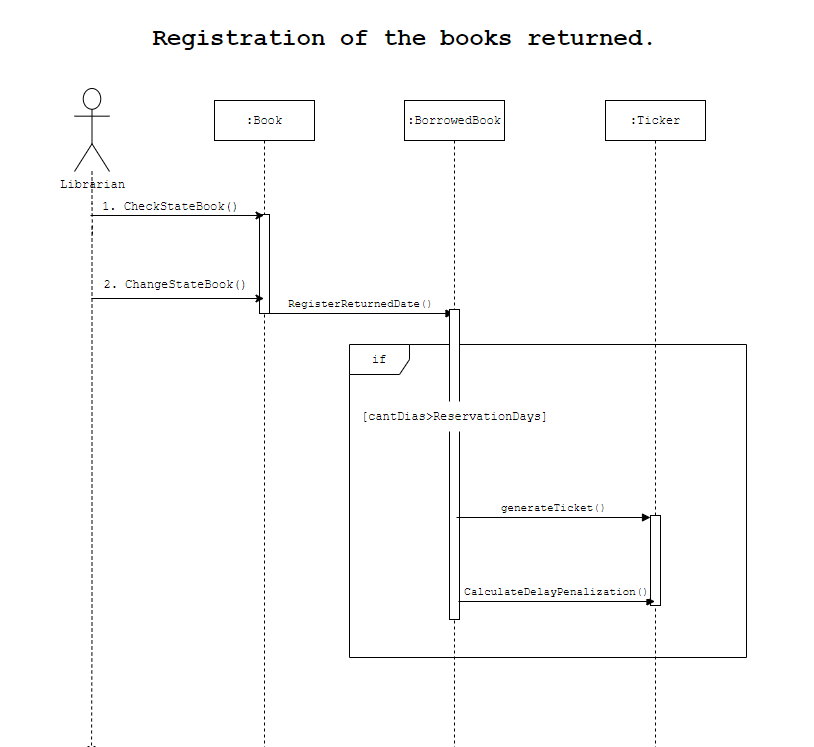 Registration of the books returned.
:Book
:BorrowedBook
:Ticker
Librarian
1. CheckStateBook()
2. ChangeStateBook()
RegisterReturnedDate()
if
[cantDias>ReservationDays]
generateTicket()
CalculateDelayPenalization()